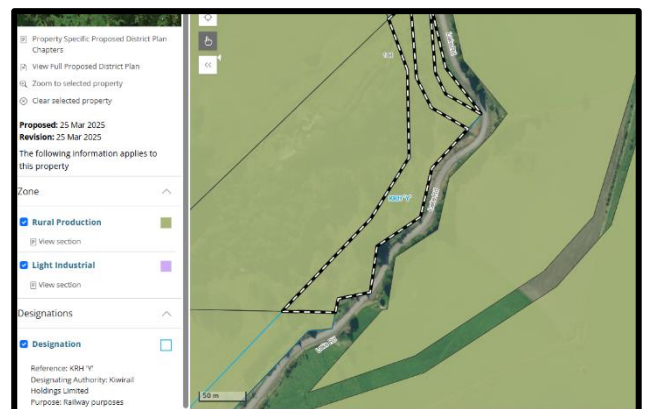 Property Specific Proposed District Plan
Chapters
View Full Proposed District Plan
Zoom to selected property
Clear selected property
Proposed: 25 Mar 2025
Revision: 25 Mar 2025
The following information applies to
this property
Zone
Rural Production
View section
Light Industrial
View section
Designations
Designation
Reference: KRH 'Y'
Designating Authority: Kiwirail
Holdings Limited
Purpose: Railway purposes
KRH 'Y'
50 m